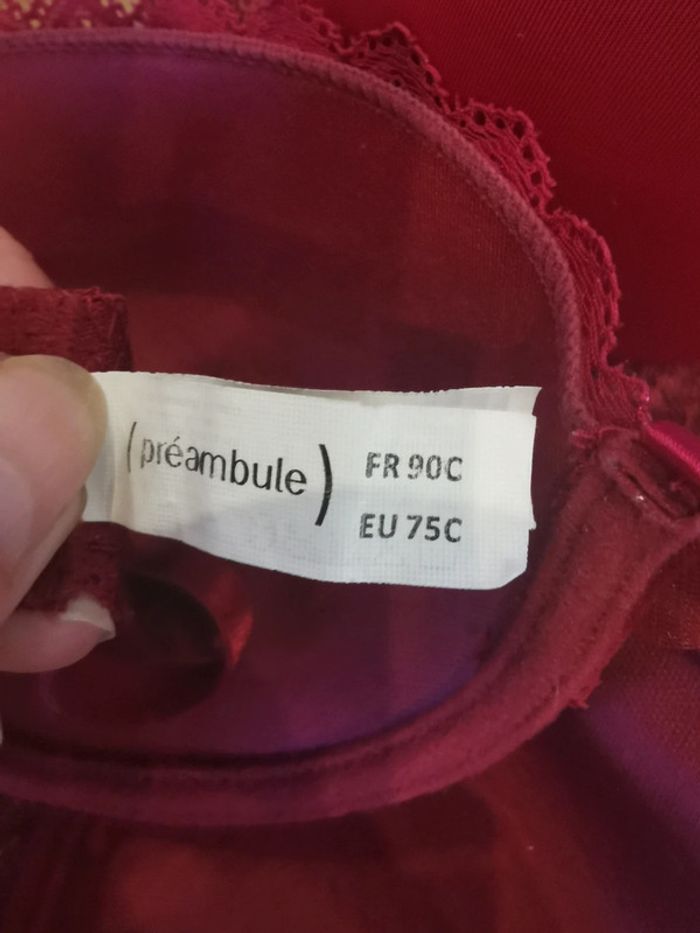 (préambule)
FR 90C
EU 75C